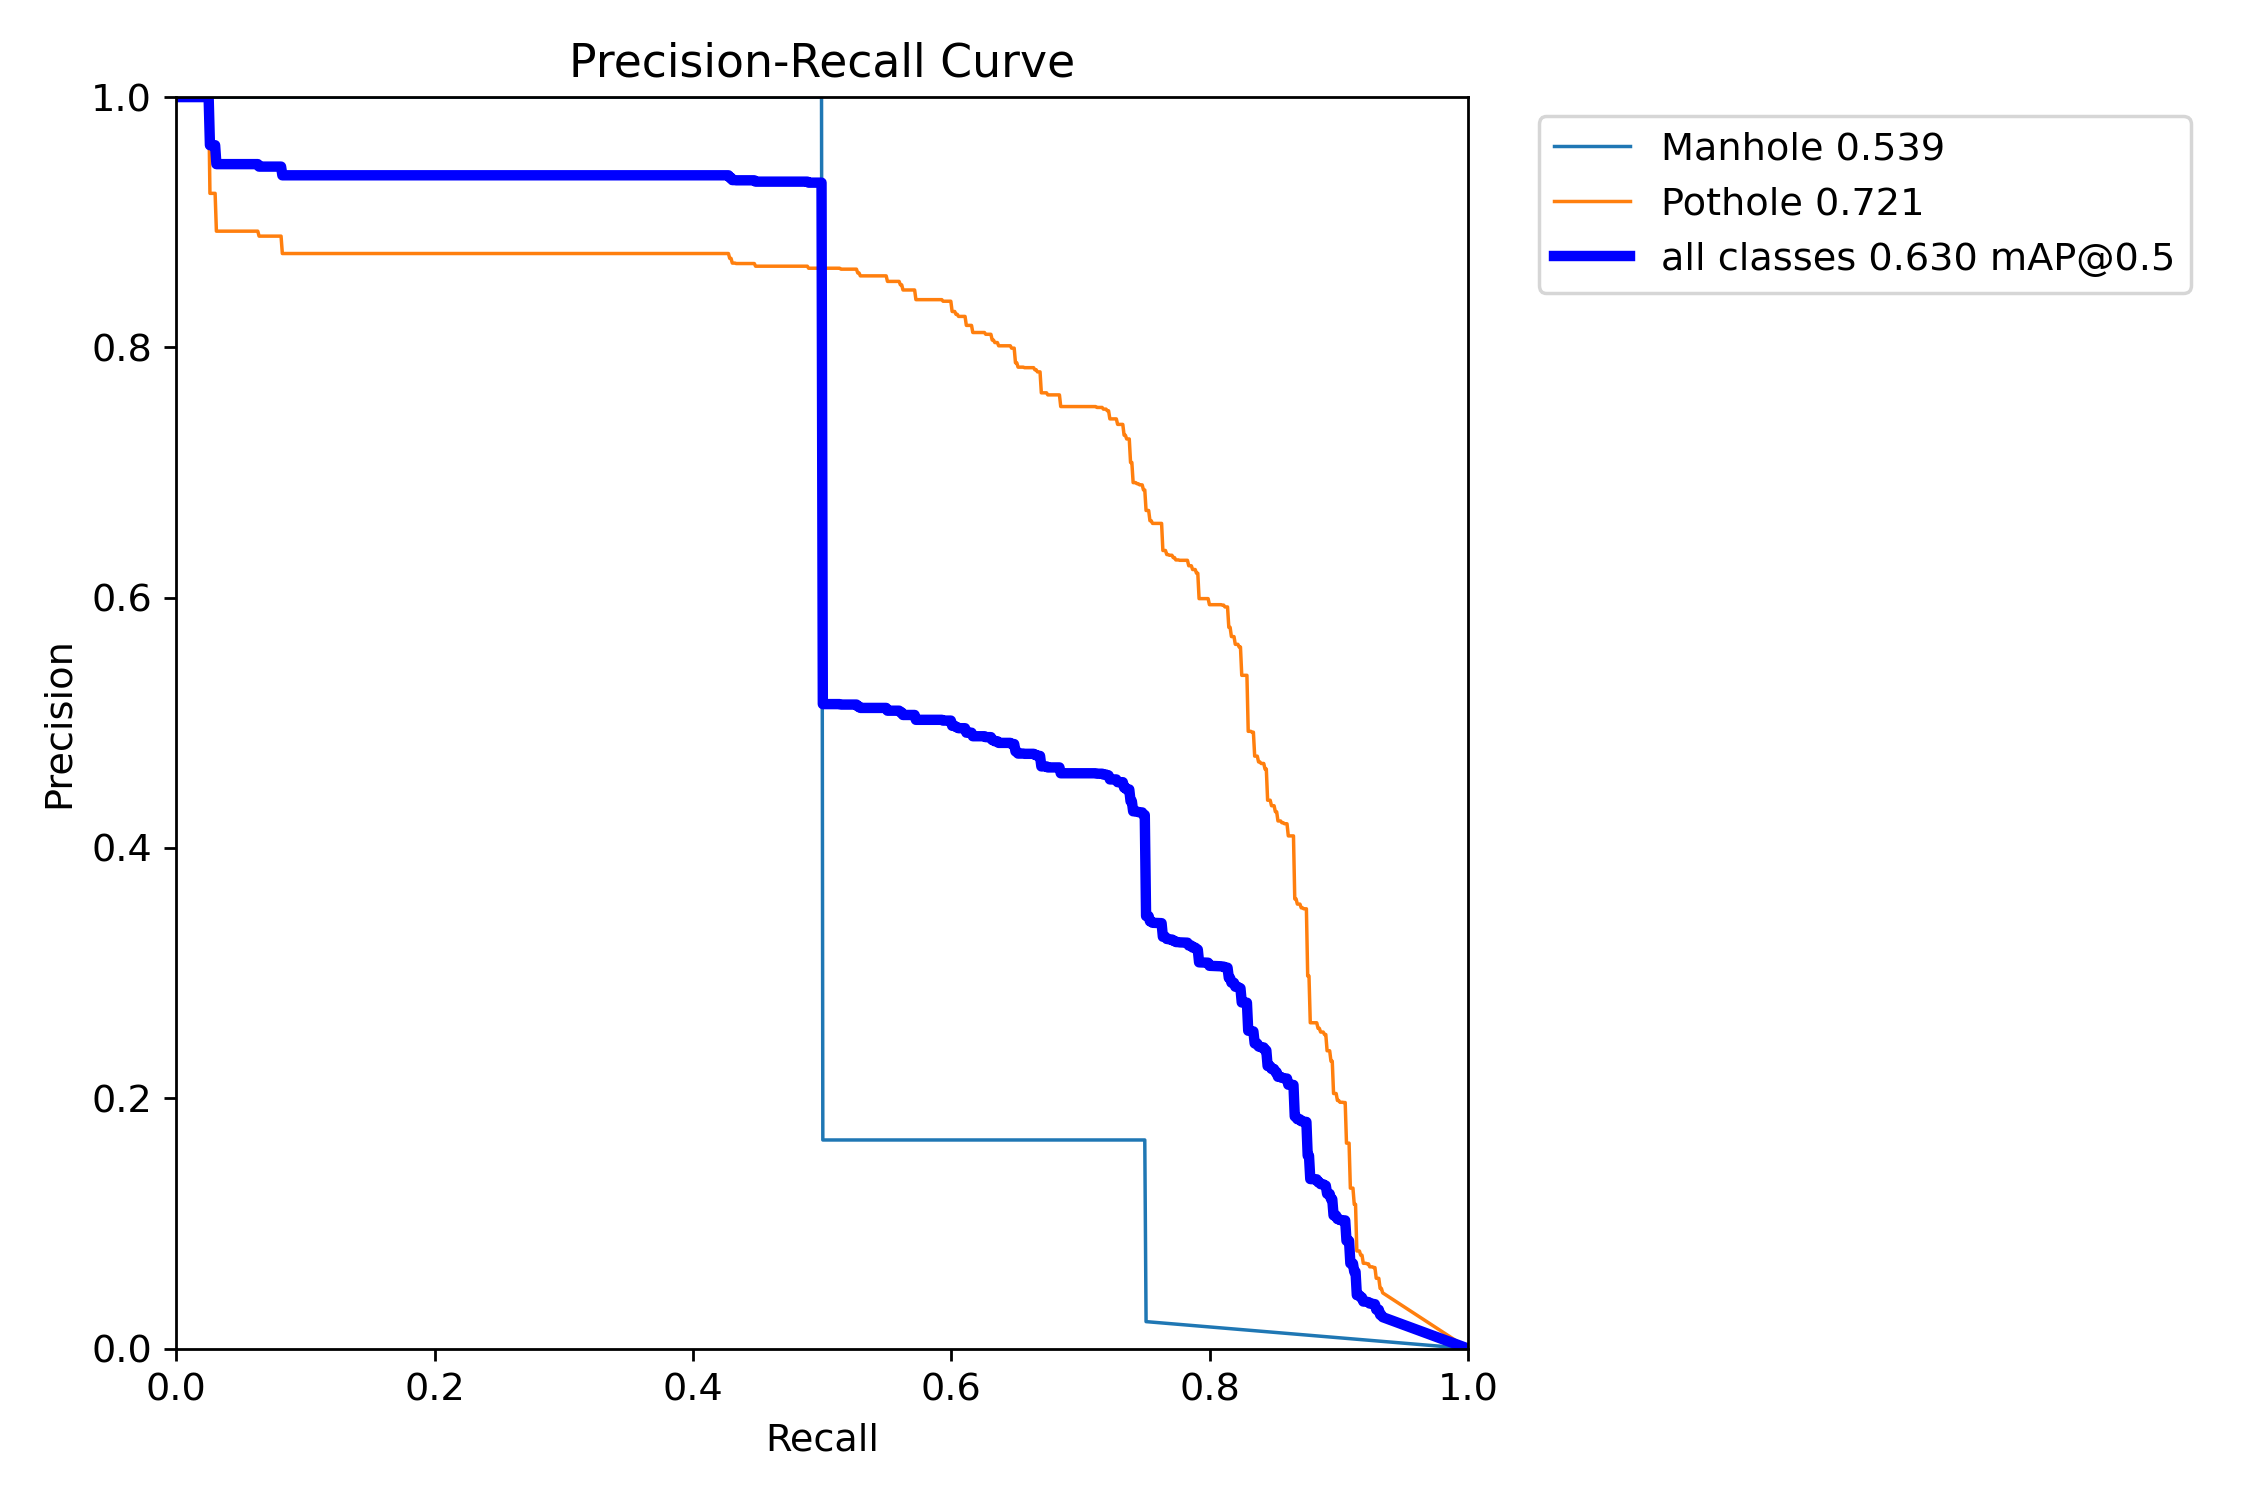 Precision-Recall Curve
Manhole 0.539
Pothole 0.721
all classes 0.630 mAP@0.5
Precision
1.0
0.8
0.6
0.4
0.2
0.0
0.0 0.2 0.4 0.6 0.8 1.0
Recall